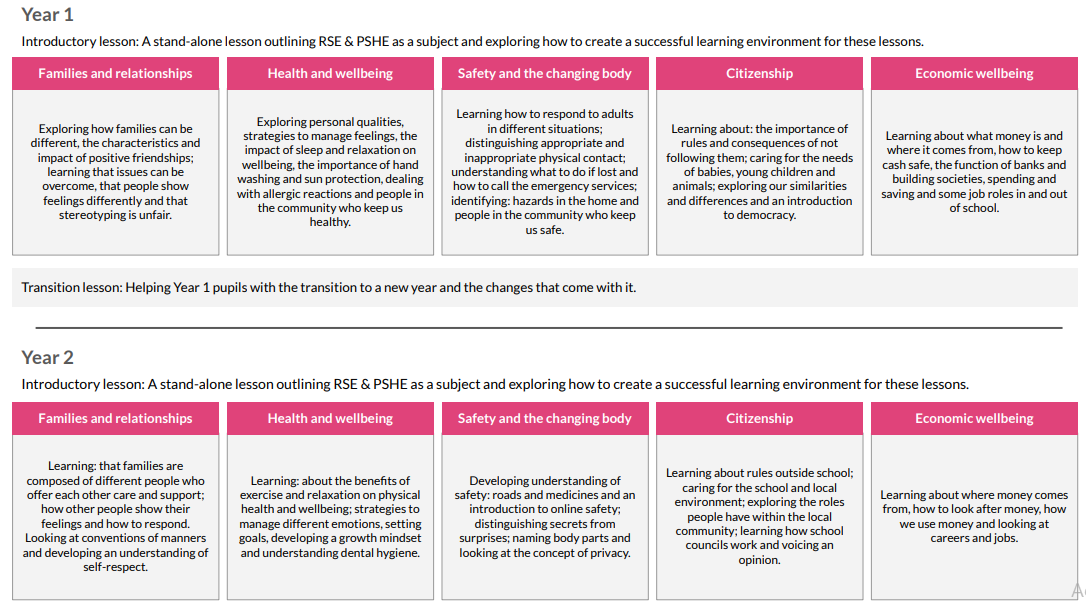 Year 1
Introductory lesson: A stand-alone lesson outlining RSE & PSHE as a subject and exploring how to create a successful learning environment for these lessons.
Families and relationships
Exploring how families can be
different, the characteristics and
impact of positive friendships;
learning that issues can be
overcome, that people show
feelings differently and that
stereotyping is unfair.
Health and wellbeing
Exploring personal qualities,
strategies to manage feelings, the
impact of sleep and relaxation on
wellbeing, the importance of hand
washing and sun protection, dealing
with allergic reactions and people in
the community who keep us
healthy.
Safety and the changing body
Learning how to respond to adults
in different situations;
distinguishing appropriate and
inappropriate physical contact;
understanding what to do if lost and
how to call the emergency services;
identifying: hazards in the home and
people in the community who keep
us safe.
Citizenship
Learning about: the importance of
rules and consequences of not
following them; caring for the needs
of babies, young children and
animals; exploring our similarities
and differences and an introduction
to democracy.
Economic wellbeing
Learning about what money is and
where it comes from, how to keep
cash safe, the function of banks and
building societies, spending and
saving and some job roles in and out
of school.
Transition lesson: Helping Year 1 pupils with the transition to a new year and the changes that come with it.
Year 2
Introductory lesson: A stand-alone lesson outlining RSE & PSHE as a subject and exploring how to create a successful learning environment for these lessons.
Families and relationships
Learning: that families are
composed of different people who
offer each other care and support;
how other people show their
feelings and how to respond.
Looking at conventions of manners
and developing an understanding of
self-respect.
Health and wellbeing
Learning: about the benefits of
exercise and relaxation on physical
health and wellbeing; strategies to
manage different emotions, setting
goals, developing a growth mindset
and understanding dental hygiene.
Safety and the changing body
Developing understanding of
safety: roads and medicines and an
introduction to online safety;
distinguishing secrets from
surprises; naming body parts and
looking at the concept of privacy.
Citizenship
Learning about rules outside school;
caring for the school and local
environment; exploring the roles
people have within the local
community; learning how school
councils work and voicing an
opinion.
Economic wellbeing
Learning about where money comes
from, how to look after money, how
we use money and looking at
careers and jobs.